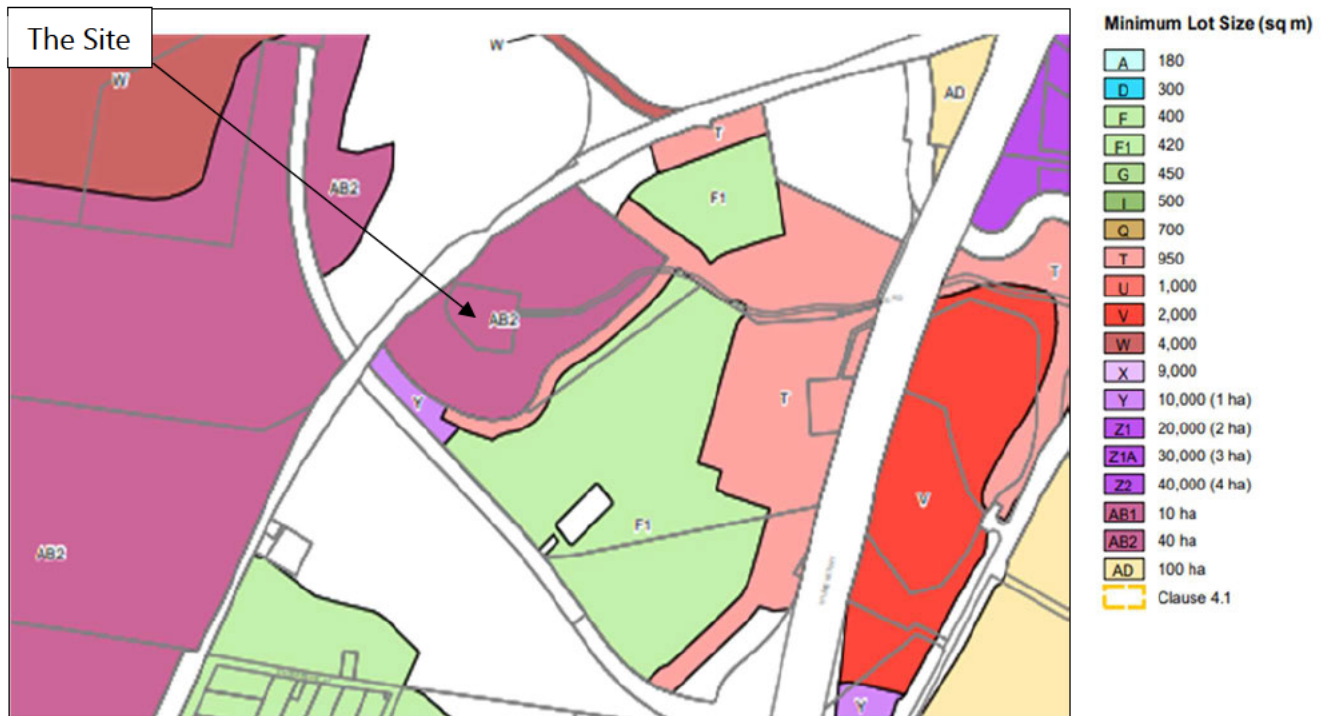 The Site
W
W
AD
T
AB2
F1
T
AB2
Y
T
V
F1
AB2
Y
Minimum Lot Size (sq m)
A 180
D 300
F 400
F1 420
G 450
I 500
Q 700
T 950
U 1,000
V 2,000
W 4,000
X 9,000
Y 10,000 (1 ha)
Z1 20,000 (2 ha)
Z1A 30,000 (3 ha)
Z2 40,000 (4 ha)
AB1 10 ha
AB2 40 ha
AD 100 ha
Clause 4.1